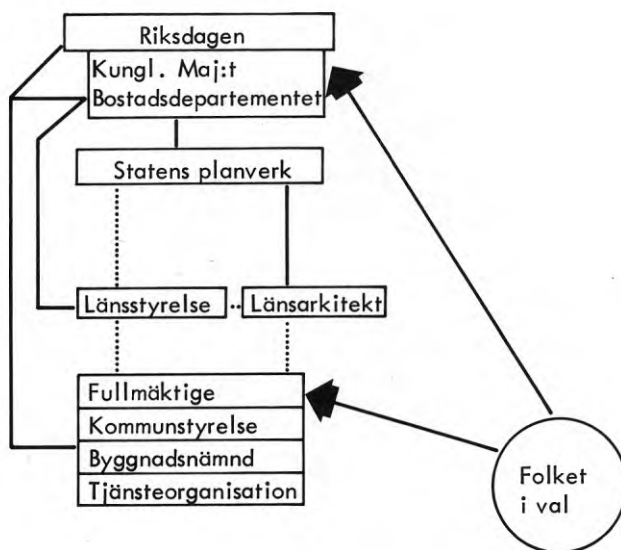 Riksdagen
Kungl. Maj:t
Bostadsdepartementet
Statens planverk
Länsstyrelse
Länsarkitekt
Fullmäktige
Kommunstyrelse
Byggnadsnämnd
Tjänsteorganisation
Folket
i val